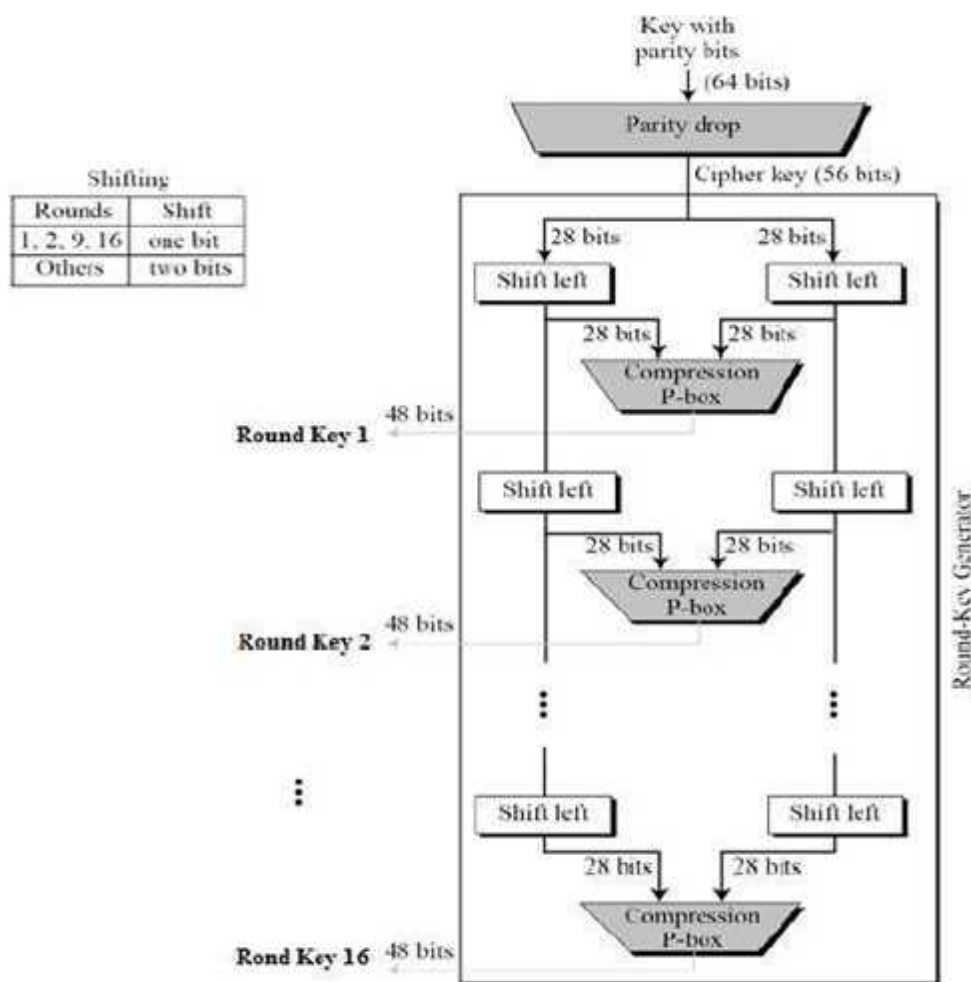 Key with
parity bits
(64 bits)
Parity drop
Cipher key (56 bits)
Shifting
Rounds Shift
1, 2, 9, 16 one bit
Others two bits
28 bits 28 bits
Shift left Shift left
28 bits 28 bits
Compression
P-box
48 bits
Round Key 1
Shift left Shift left
28 bits 28 bits
Compression
P-box
48 bits
Round Key 2
Round-Key Generator
Shift left Shift left
28 bits 28 bits
Compression
P-box
48 bits
Rond Key 16